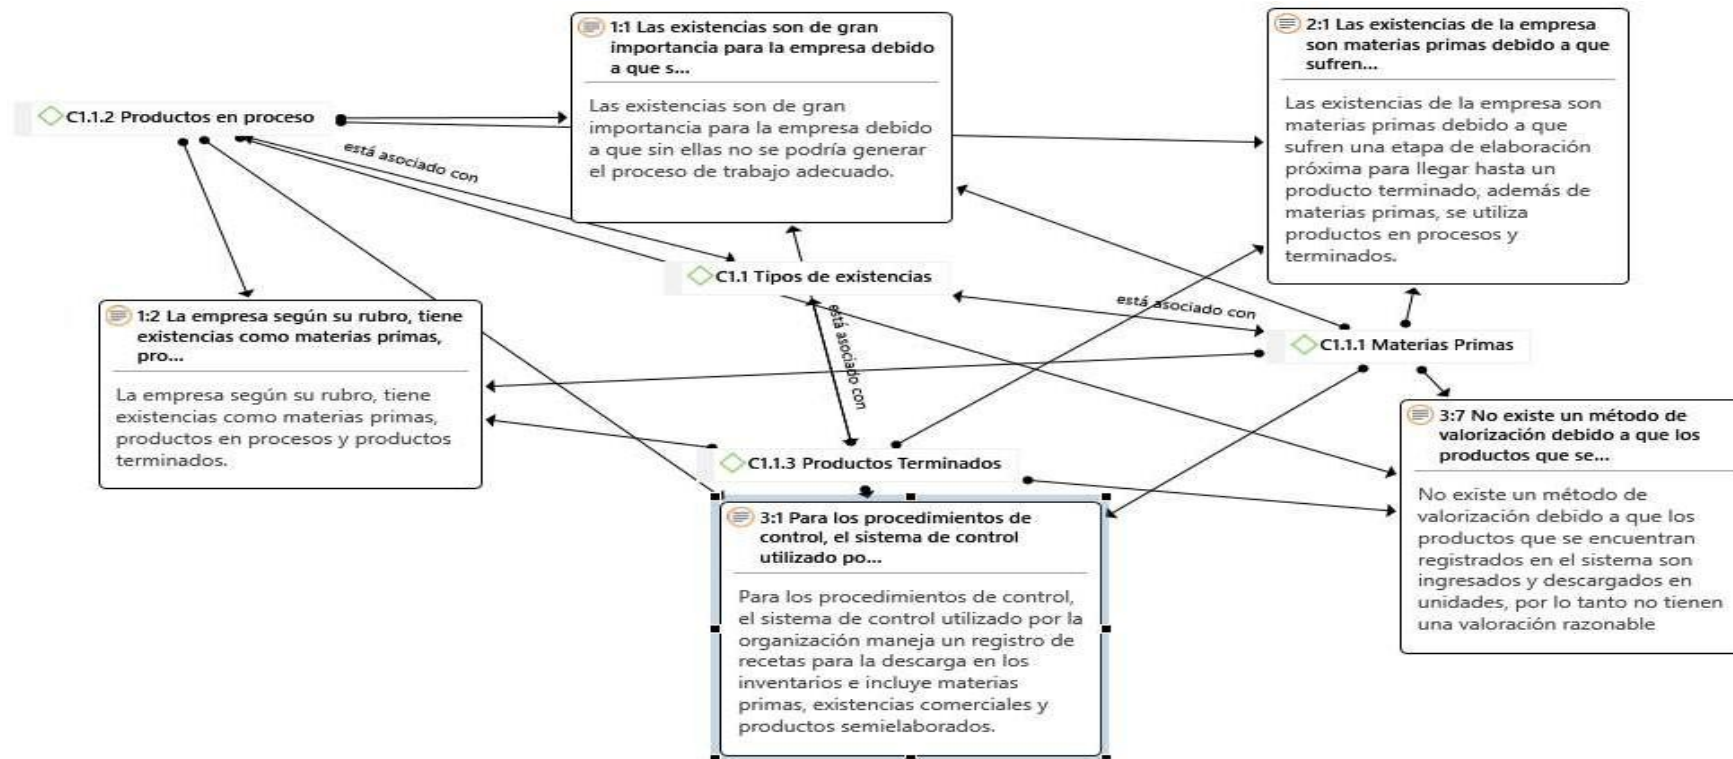 1:1 Las existencias son de gran
importancia para la empresa debido
a que s...
Las existencias son de gran
importancia para la empresa debido
a que sin ellas no se podría generar
el proceso de trabajo adecuado.
2:1 Las existencias de la empresa
son materias primas debido a que
sufren...
Las existencias de la empresa son
materias primas debido a que
sufren una etapa de elaboración
próxima para llegar hasta un
producto terminado, además de
materias primas, se utiliza
productos en procesos y
terminados.
C1.1.2 Productos en proceso
está asociado con
C1.1 Tipos de existencias
está asociado con
está asociado con
C1.1.1 Materias Primas
1:2 La empresa según su rubro, tiene
existencias como materias primas,
pro...
La empresa según su rubro, tiene
existencias como materias primas,
productos en procesos y productos
terminados.
C1.1.3 Productos Terminados
3:7 No existe un método de
valorización debido a que los
productos que se...
No existe un método de
valorización debido a que los
productos que se encuentran
registrados en el sistema son
ingresados y descargados en
unidades, por lo tanto no tienen
una valoración razonable
3:1 Para los procedimientos de
control, el sistema de control
utilizado po...
Para los procedimientos de control,
el sistema de control utilizado por la
organización maneja un registro de
recetas para la descarga en los
inventarios e incluye materias
primas, existencias comerciales y
productos semielaborados.